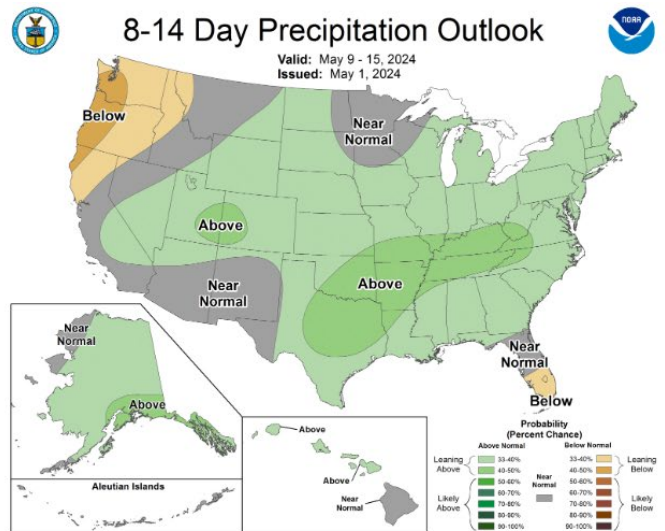 8-14 Day Precipitation Outlook
Valid: May 9 - 15, 2024
Issued: May 1, 2024
NOAA
Below
Near
Normal
Above
Near
Normal
Above
Near
Normal
Below
Near
Normal
Above
Aleutian Islands
Above
Above
Near
Normal
Probability
(Percent Chance)
Above Normal
Below Normal
Leaning
Above
33-40%
40-50%
50-60%
60-70%
70-80%
80-90%
90-100%
Likely
Above
Near
Normal
33-40%
40-50%
50-60%
60-70%
70-80%
80-90%
90-100%
Leaning
Below
Likely
Below